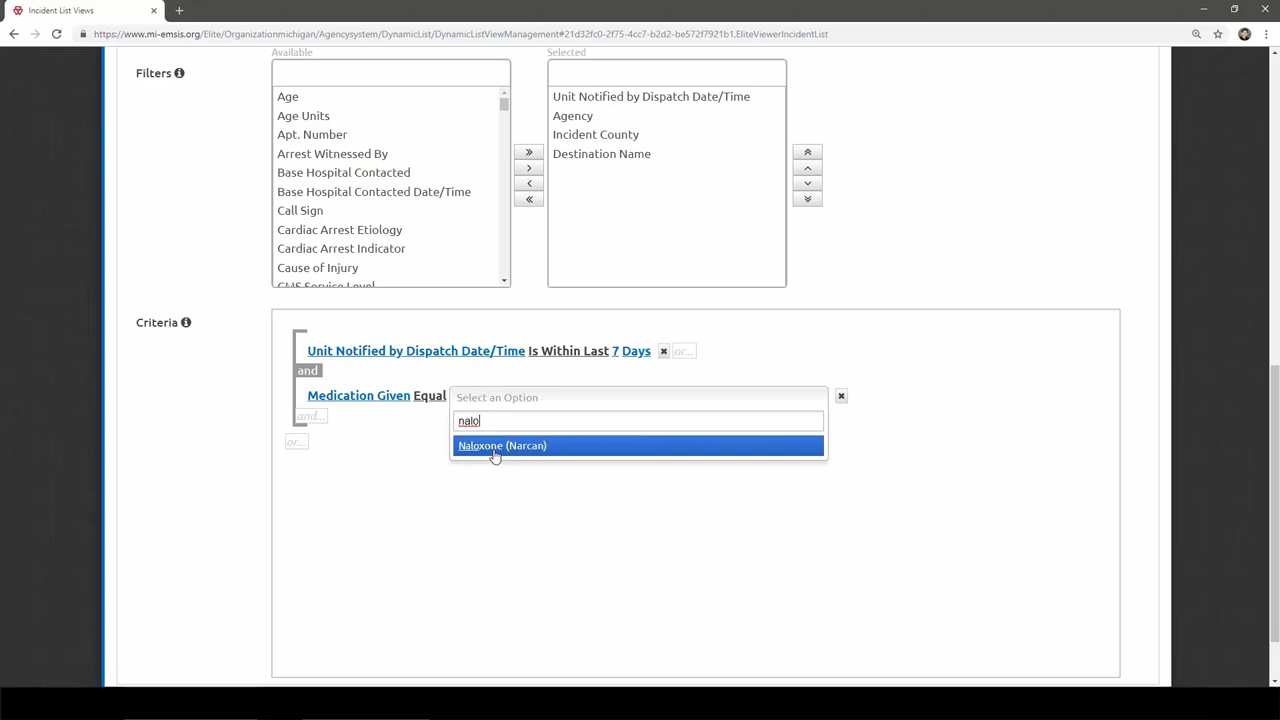 Incident List Views
https://www.mi-emsis.org/Elite/Organizationmichigan/Agencysystem/DynamicList/DynamicListViewManagement#21d32fc0-2f75-4cc7-b2d2-be572f7921b1,EliteViewerIncidentList
Available
Selected
Filters
Age
Age Units
Apt. Number
Arrest Witnessed By
Base Hospital Contacted
Base Hospital Contacted Date/Time
Call Sign
Cardiac Arrest Etiology
Cardiac Arrest Indicator
Cause of Injury
CMS Service Level
Unit Notified by Dispatch Date/Time
Agency
Incident County
Destination Name
Criteria
Unit Notified by Dispatch Date/Time Is Within Last 7 Days or...
and
Medication Given Equal Select an Option
nalo
Naloxone (Narcan)
and...
or...